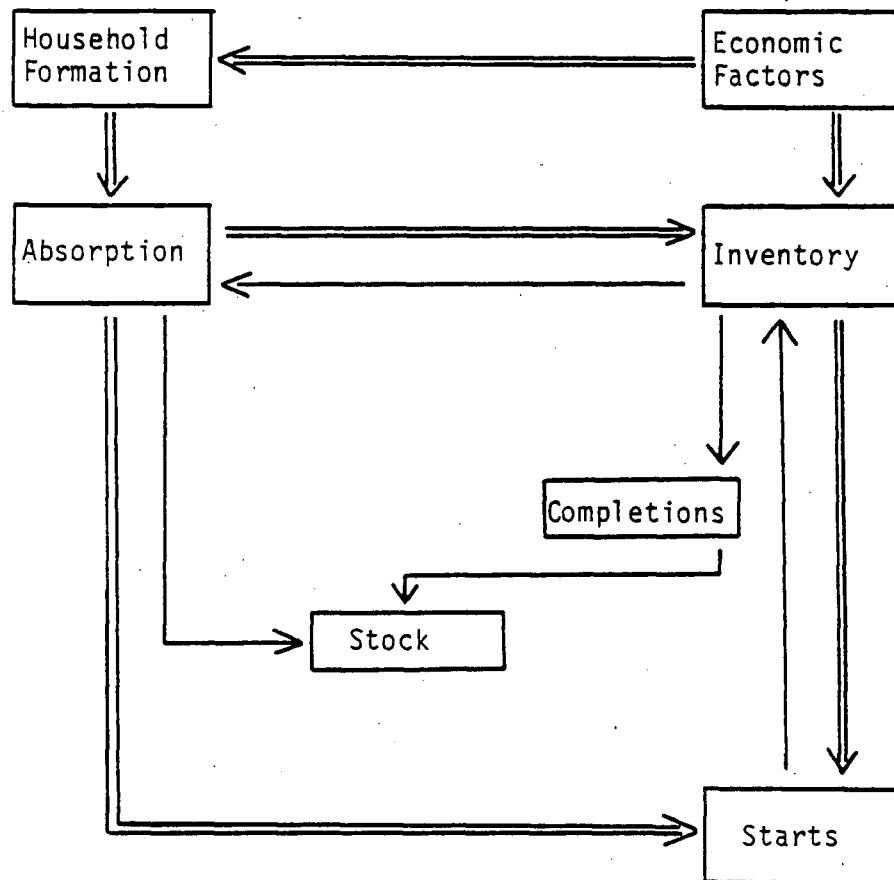 Household
Formation
Economic
Factors
Absorption
Inventory
Completions
Stock
Starts